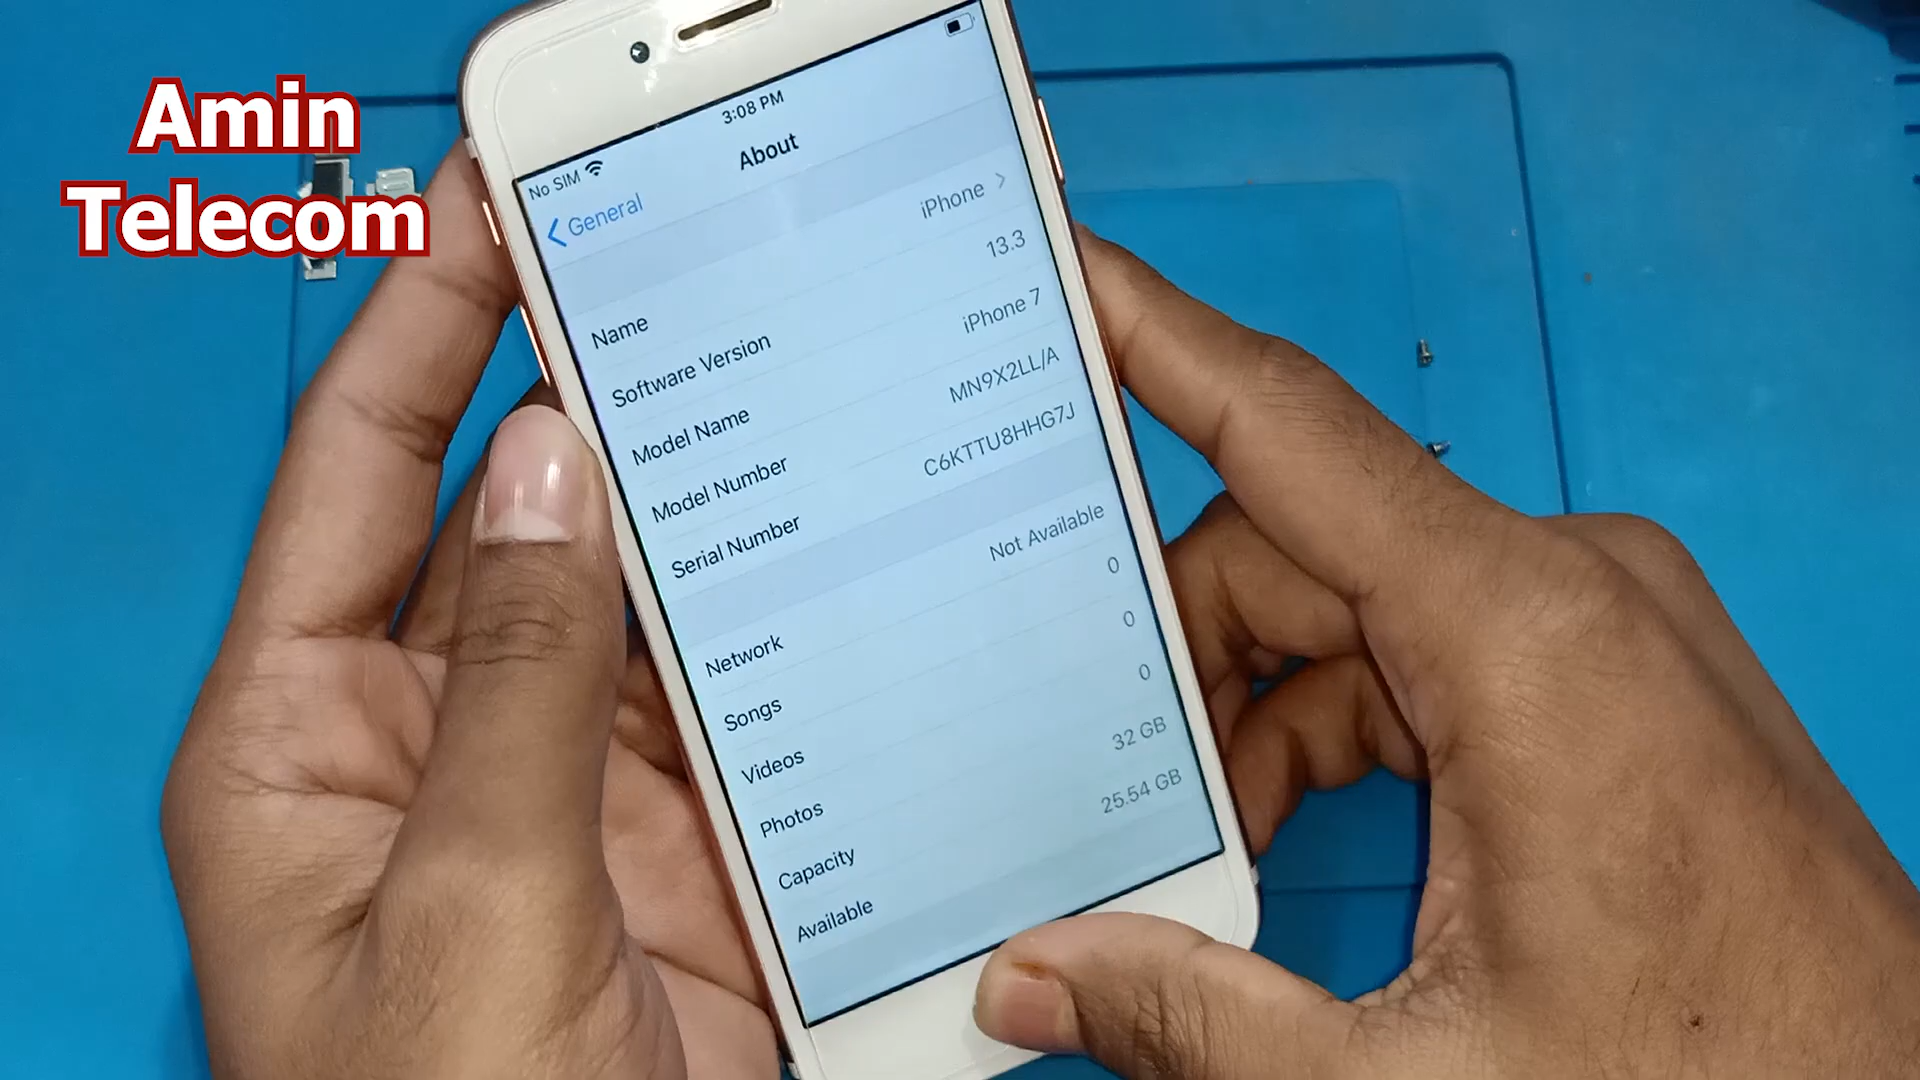 Amin
Telecom
3:08 PM
No SIM
General
About
Name iPhone
Software Version 13.3
Model Name iPhone 7
Model Number MN9X2LL/A
Serial Number C6KTTU8HHG7J
Network Not Available
Songs 0
Videos 0
Photos 0
Capacity 32 GB
Available 25.54 GB